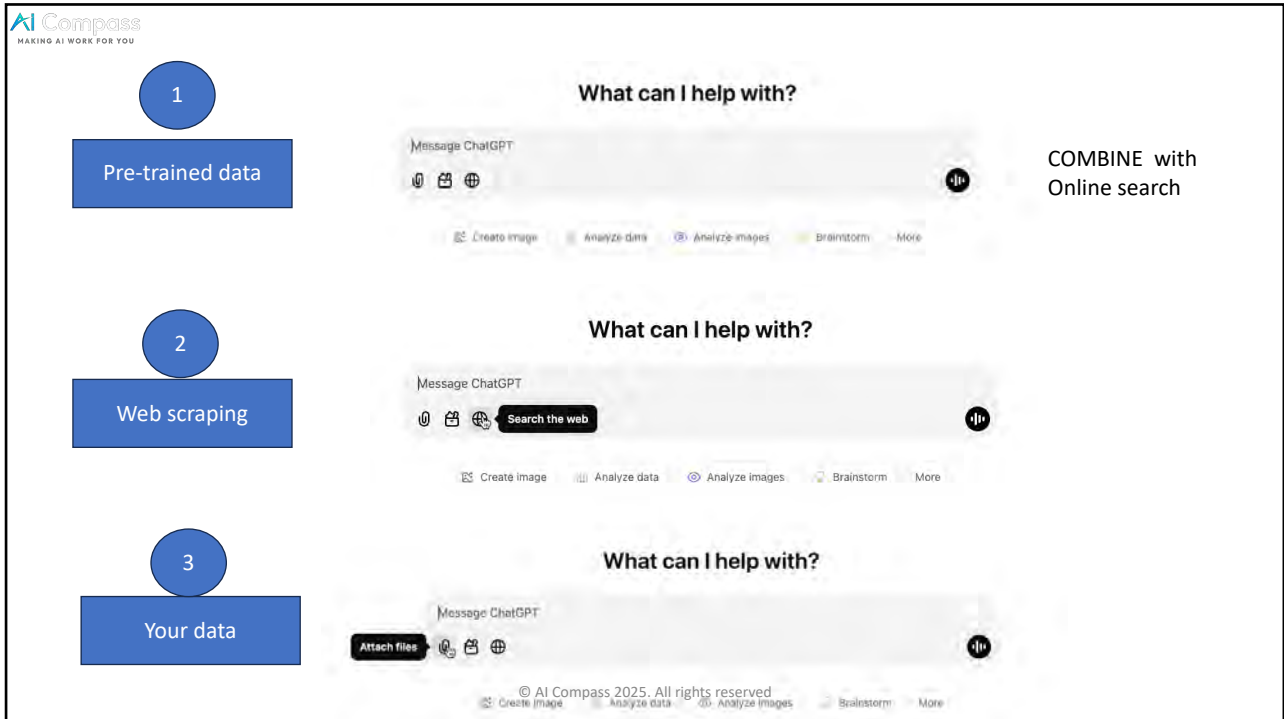 AI Compass
MAKING AI WORK FOR YOU
1
Pre-trained data
What can I help with?
Message ChatGPT
Create image Analyze data Analyze images Brainstorm More
COMBINE with
Online search
2
Web scraping
What can I help with?
Message ChatGPT
Search the web
Create image Analyze data Analyze images Brainstorm More
3
Your data
What can I help with?
Message ChatGPT
Attach files
© AI Compass 2025. All rights reserved
Create image Analyze data Analyze images Brainstorm More